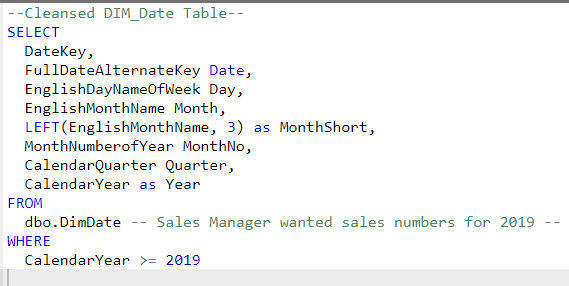 --Cleansed DIM_Date Table--
SELECT
DateKey,
FullDateAlternateKey Date,
EnglishDayNameOfWeek Day,
EnglishMonthName Month,
LEFT(EnglishMonthName, 3) as MonthShort,
MonthNumberofYear MonthNo,
CalendarQuarter Quarter,
CalendarYear as Year
FROM
dbo.DimDate -- Sales Manager wanted sales numbers for 2019 --
WHERE
CalendarYear >= 2019